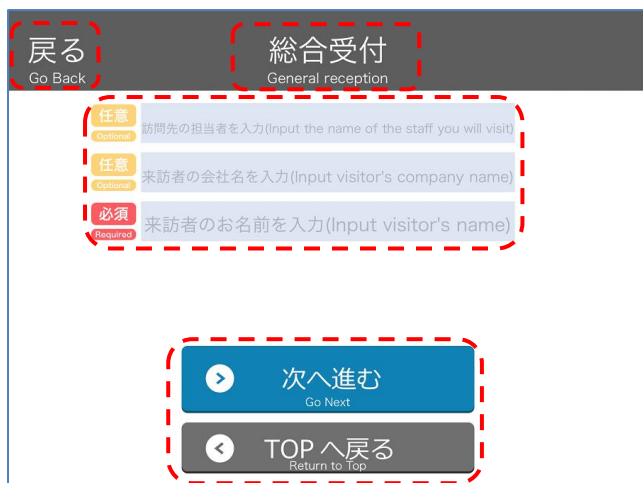 戻る
Go Back
総合受付
General reception
任意
Optional
訪問先の担当者を入力(Input the name of the staff you will visit)
任意
Optional
来訪者の会社名を入力(Input visitor's company name)
必須
Required
来訪者のお名前を入力(Input visitor's name)
次へ進む
Go Next
TOP へ戻る
Return to Top